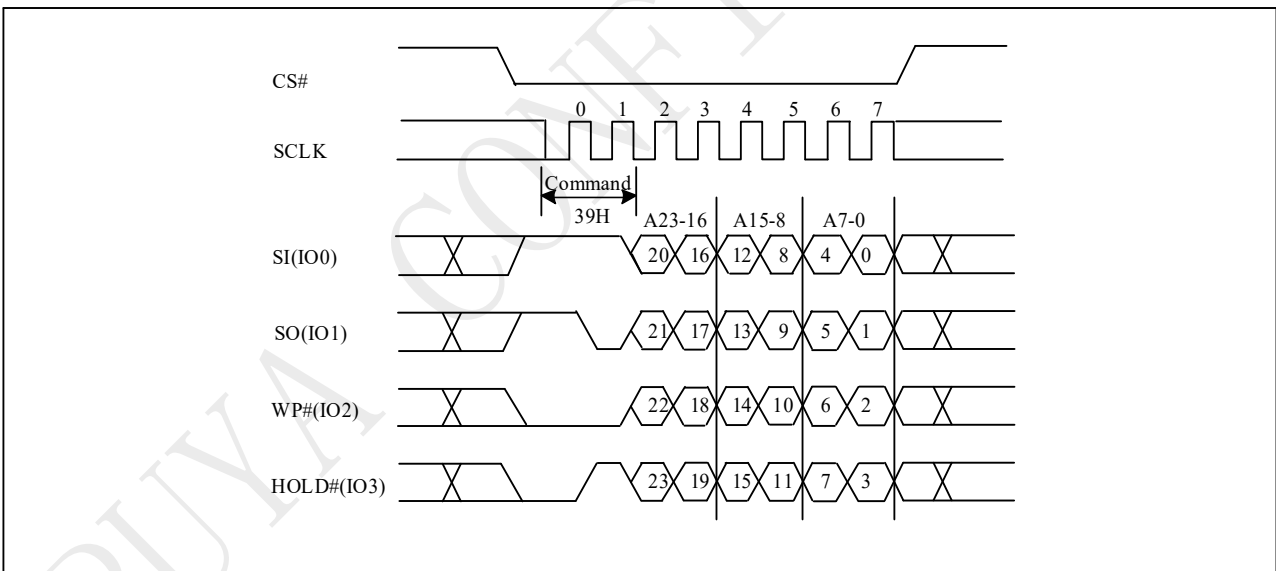 CS#
0 1 2 3 4 5 6 7
SCLK
Command
39H
A23-16 A15-8 A7-0
SI(IO0) 20 16 12 8 4 0
SO(IO1) 21 17 13 9 5 1
WP#(IO2) 22 18 14 10 6 2
HOLD#(IO3) 23 19 15 11 7 3
PUYA CONF